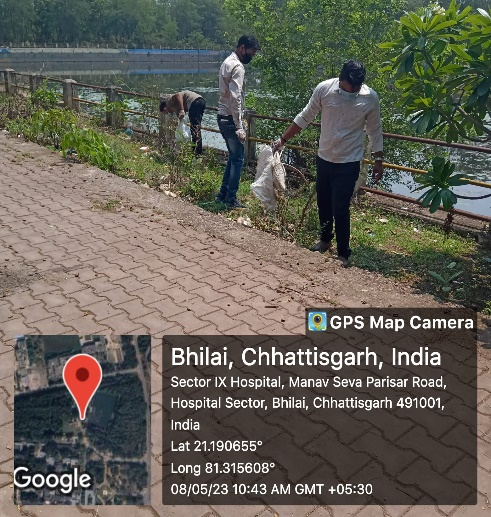 GPS Map Camera
Bhilai, Chhattisgarh, India
Sector IX Hospital, Manav Seva Parisar Road,
Hospital Sector, Bhilai, Chhattisgarh 491001,
India
Lat 21.190655°
Long 81.315608°
08/05/23 10:43 AM GMT +05:30
Google